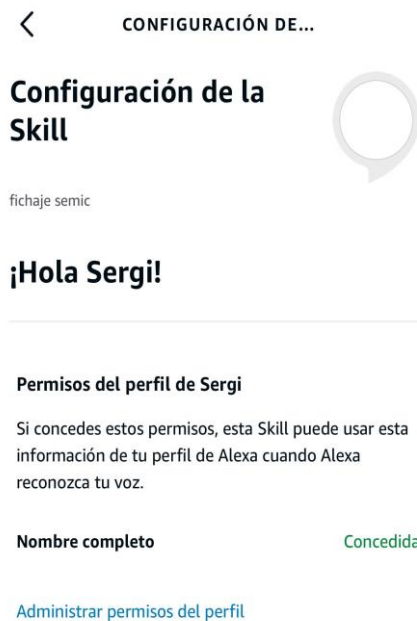 CONFIGURACIÓN DE...
Configuración de la
Skill
fichaje semic
¡Hola Sergi!
Permisos del perfil de Sergi
Si concedes estos permisos, esta Skill puede usar esta
información de tu perfil de Alexa cuando Alexa
reconozca tu voz.
Nombre completo Concedida
Administrar permisos del perfil